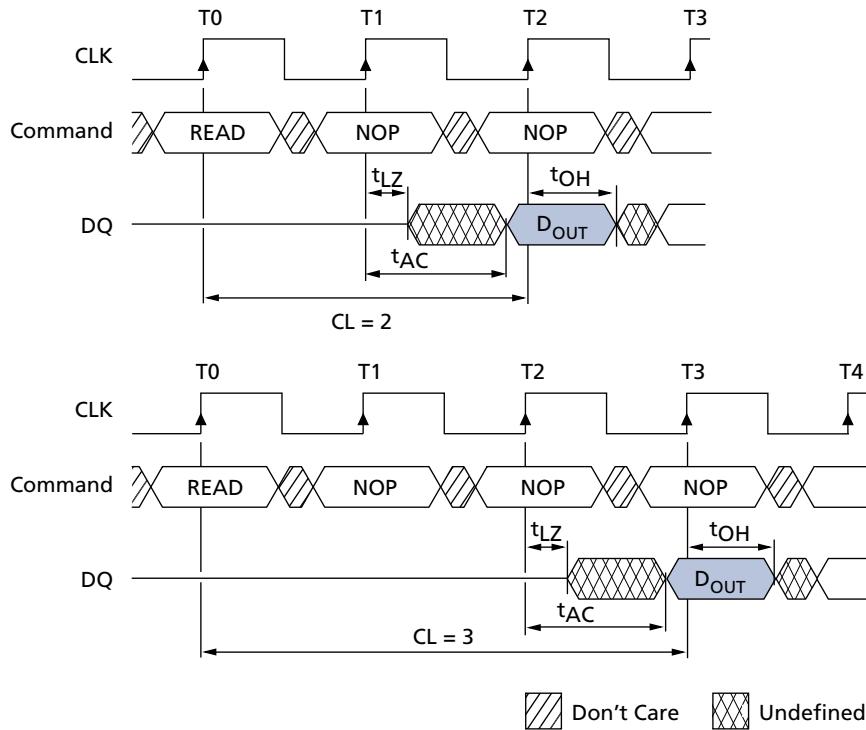 T0 T1 T2 T3
CLK
Command READ NOP NOP
tLZ tOH
DQ DOUT
tAC
CL = 2
T0 T1 T2 T3 T4
CLK
Command READ NOP NOP NOP
tLZ tOH
DQ DOUT
tAC
CL = 3
Don't Care Undefined